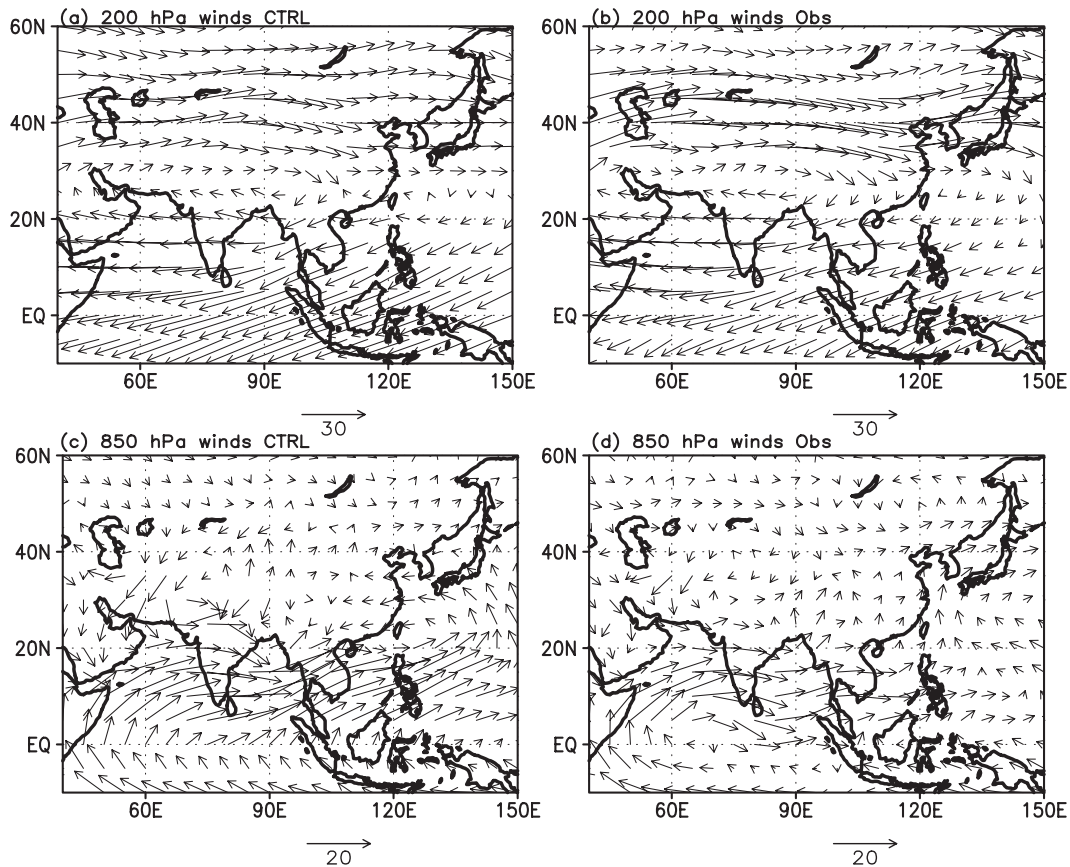 (a) 200 hPa winds CTRL
60N
40N
20N
EQ
60E 90E 120E 150E
30
(b) 200 hPa winds Obs
60N
40N
20N
EQ
60E 90E 120E 150E
30
(c) 850 hPa winds CTRL
60N
40N
20N
EQ
60E 90E 120E 150E
20
(d) 850 hPa winds Obs
60N
40N
20N
EQ
60E 90E 120E 150E
20